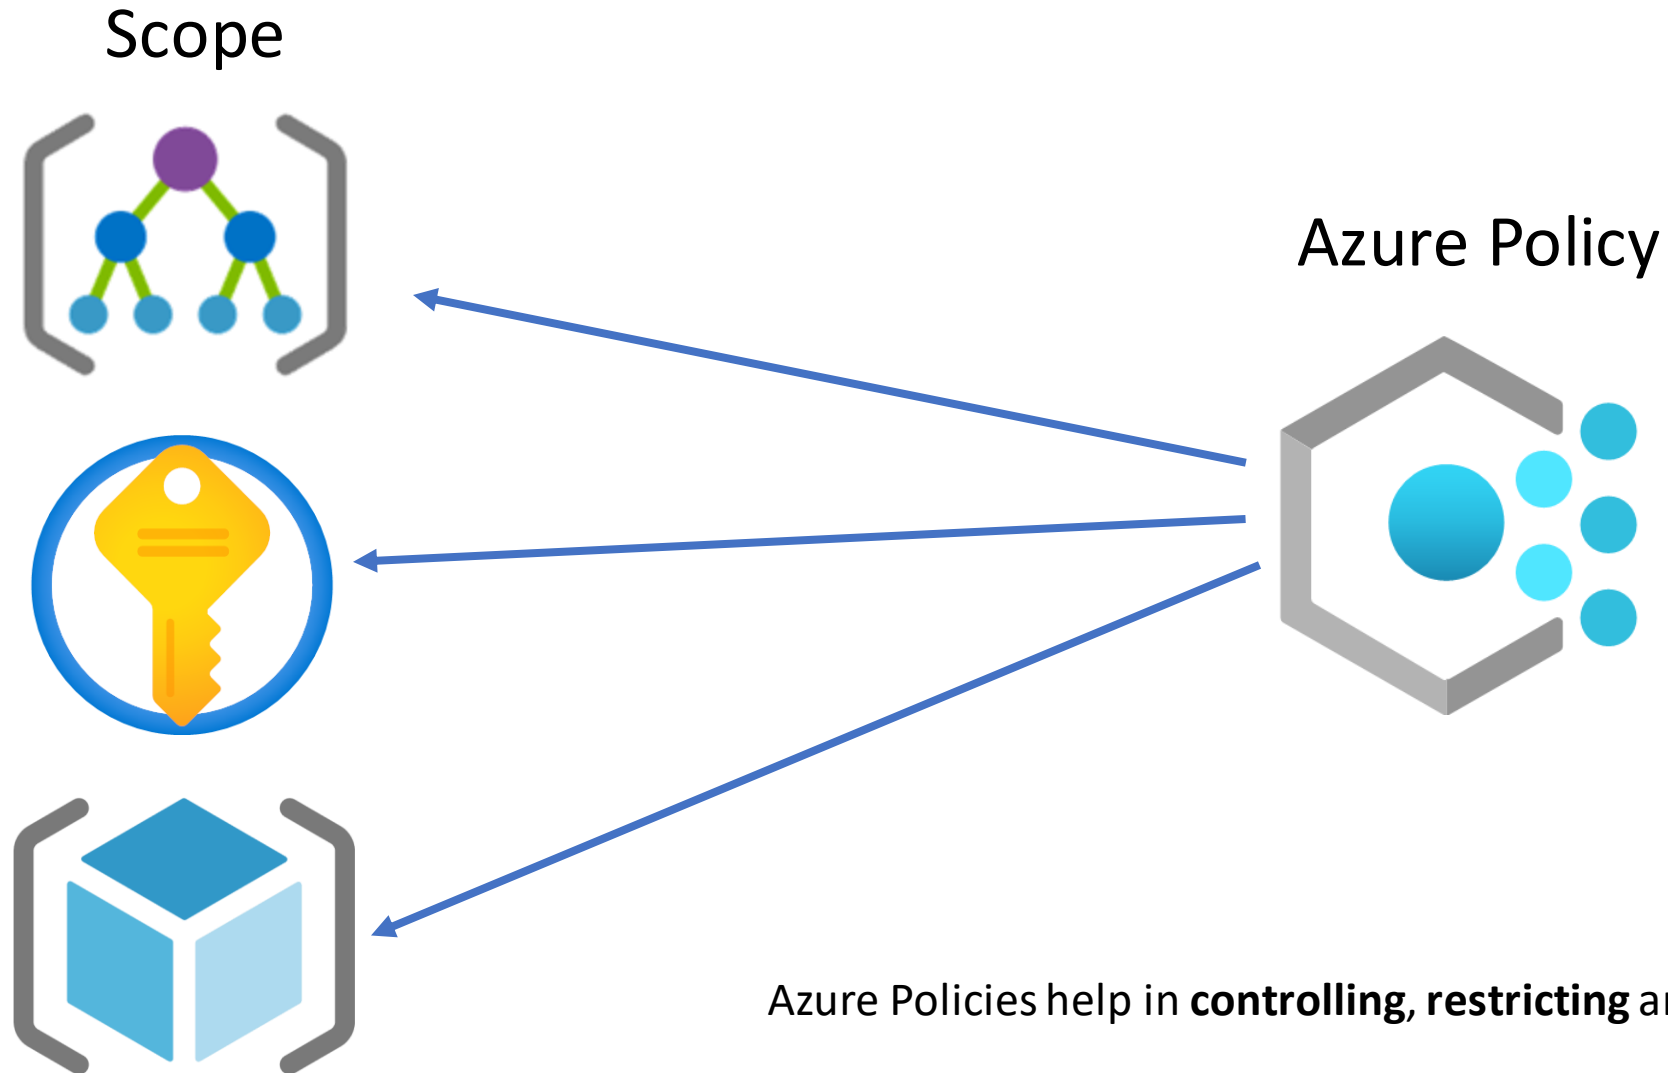 Scope
Azure Policy
Azure Policies help in controlling, restricting